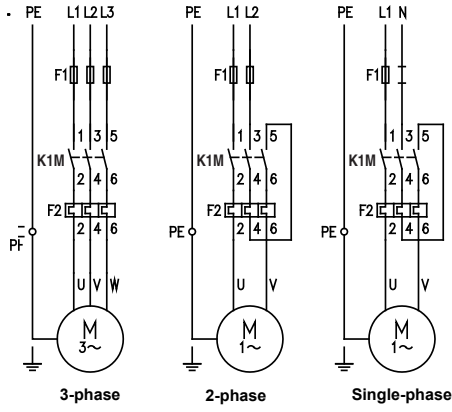 PE L1 L2 L3 PE L1 L2 PE L1 N
F1 F1 F1
1 3 5 1 3 5 1 3 5
K1M K1M K1M
2 4 6 2 4 6 2 4 6
F2 F2 F2
2 4 6 2 4 6 2 4 6
PE PE PE
U V W U V U V
M M M
3~ 1~ 1~
3-phase 2-phase Single-phase